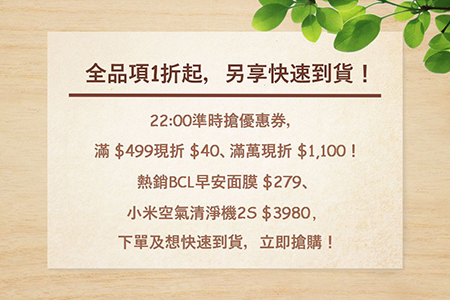 全品項1折起，另享快速到貨！
22:00準時搶優惠券，
滿 $499現折 $40、滿萬現折 $1,100！
熱銷BCL早安面膜 $279、
小米空氣清淨機2S $3980，
下單及想快速到貨，立即搶購！